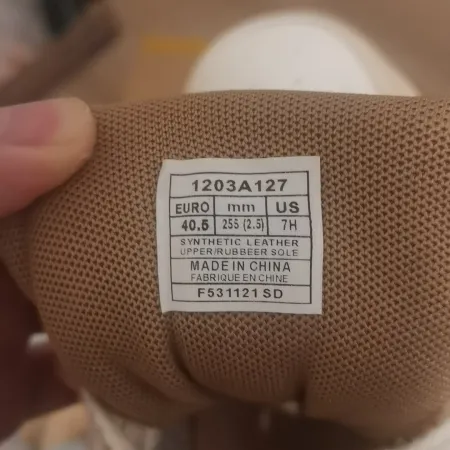 1203A127
EURO mm US
40.5 255 (2.5) 7H
SYNTHETIC LEATHER
UPPER/RUBBEER SOLE
MADE IN CHINA
FABRIQUE EN CHINE
F531121 SD